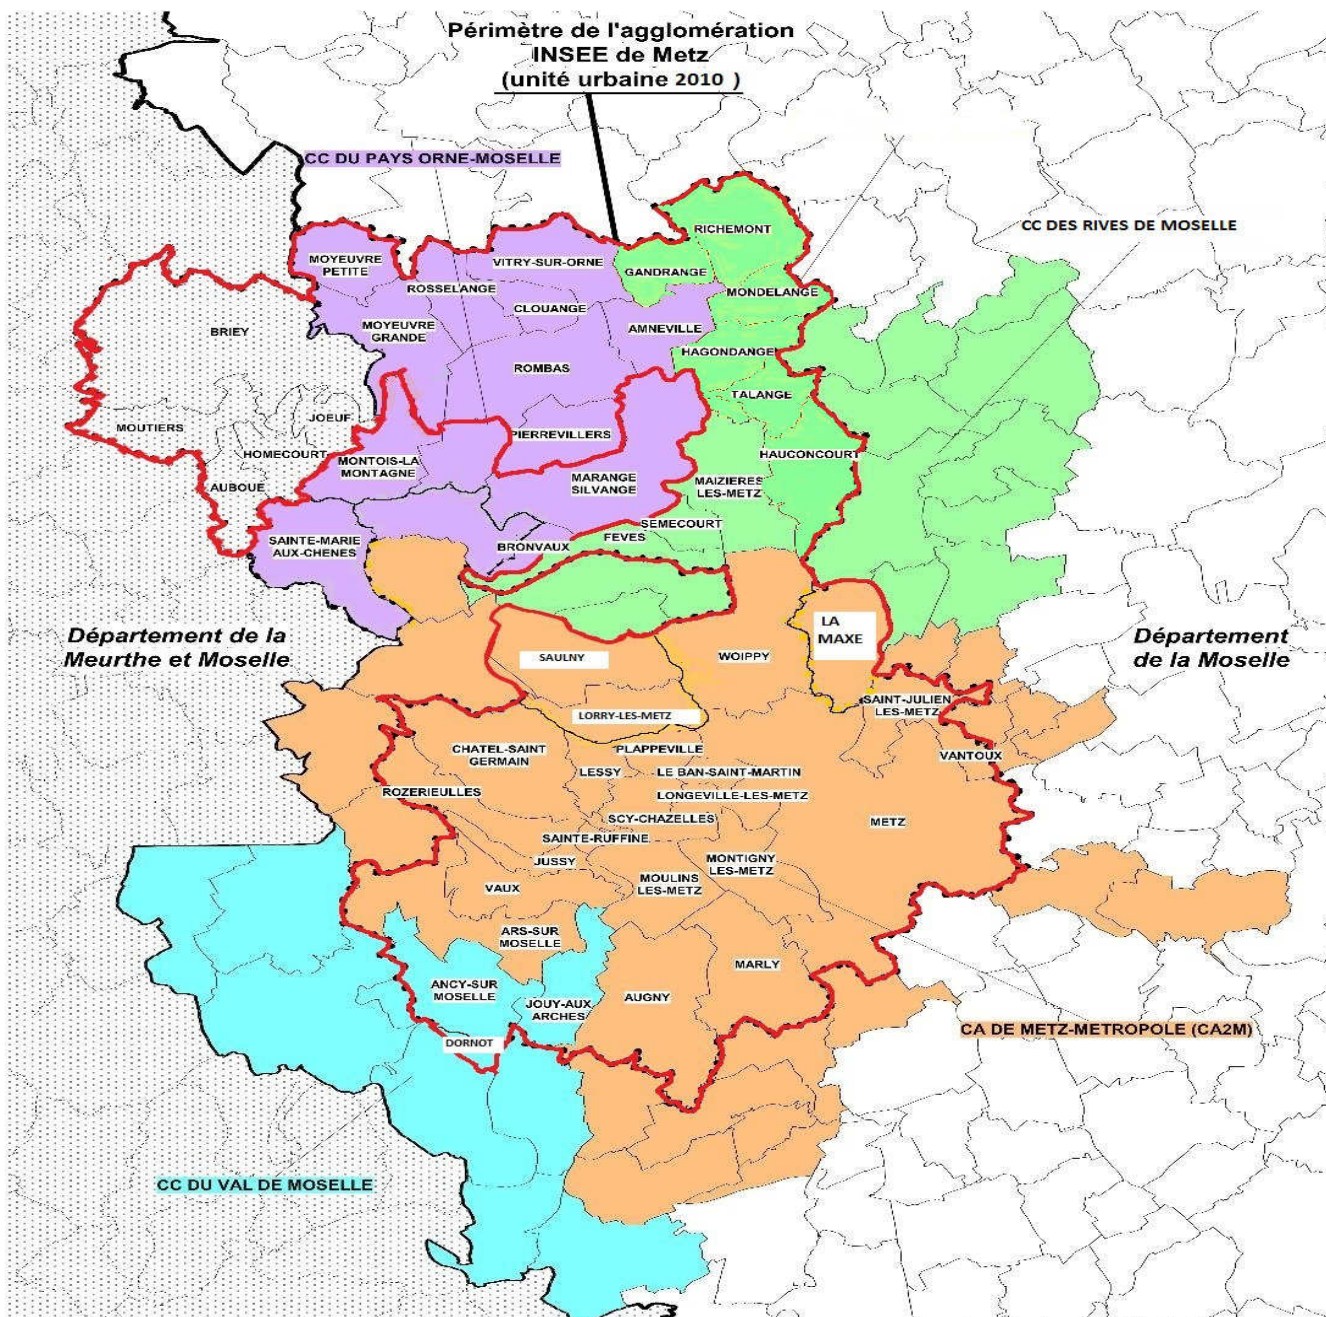 Périmètre de l'agglomération
INSEE de Metz
(unité urbaine 2010 )
CC DU PAYS ORNE-MOSELLE
CC DES RIVES DE MOSELLE
RICHEMONT
MOYEUVRE
PETITE
VITRY-SUR-ORNE
GANDRANGE
ROSSELANGE
MONDELANGE
CLOUANGE
BRIEY
MOYEUVRE
GRANDE
AMNEVILLE
HAGONDANGE
ROMBAS
TALANGE
JOEUF
MOUTIERS
PIERREVILLERS
HOMECOURT
HAUCONCOURT
MONTOIS-LA
MONTAGNE
MARANGE
SILVANGE
MAIZIERES
LES-METZ
AUBOUE
SEMECOURT
FEVES
SAINTE-MARIE
AUX-CHENES
BRONVAUX
Département de la
Meurthe et Moselle
LA
MAXE
Département
de la Moselle
SAULNY
WOIPPY
SAINT-JULIEN
LES-METZ
LORRY-LES-METZ
CHATEL-SAINT
GERMAIN
PLAPPEVILLE
VANTOUX
LESSY
LE BAN-SAINT-MARTIN
ROZERIEULLES
LONGEVILLE-LES-METZ
SCY-CHAZELLES
METZ
SAINTE-RUFFINE
JUSSY
MONTIGNY
LES-METZ
VAUX
MOULINS
LES-METZ
ARS-SUR
MOSELLE
MARLY
ANCY-SUR
MOSELLE
JOUY-AUX
ARCHES
AUGNY
CA DE METZ-METROPOLE (CA2M)
DORNOT
CC DU VAL DE MOSELLE